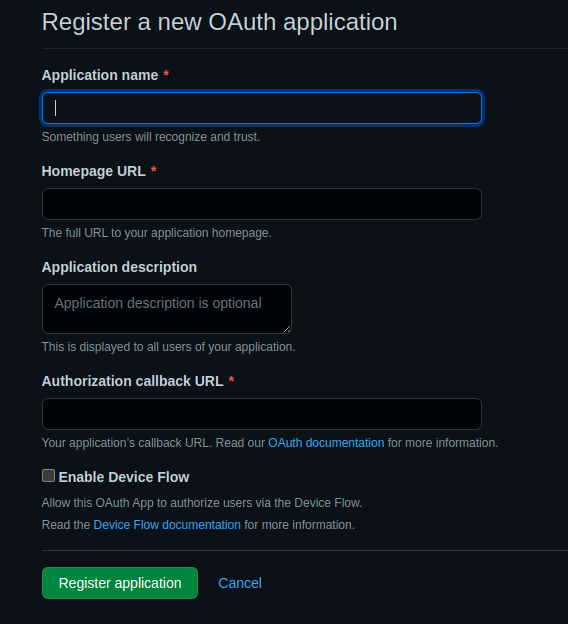 Register a new OAuth application
Application name *
Something users will recognize and trust.
Homepage URL *
The full URL to your application homepage.
Application description
Application description is optional
This is displayed to all users of your application.
Authorization callback URL *
Your application's callback URL. Read our OAuth documentation for more information.
Enable Device Flow
Allow this OAuth App to authorize users via the Device Flow.
Read the Device Flow documentation for more information.
Register application Cancel